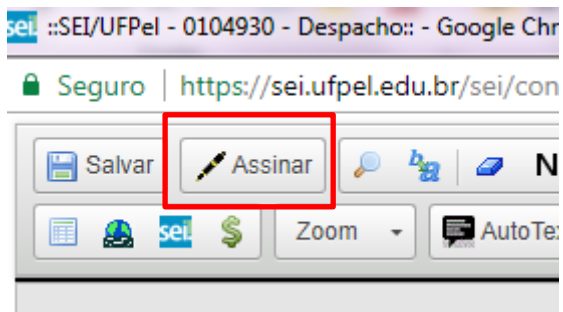 sei. ::SEI/UFPel - 0104930 - Despacho:: - Google Chr
Seguro | https://sei.ufpel.edu.br/sei/con
Salvar Assinar b a N
sei. $ Zoom AutoTe